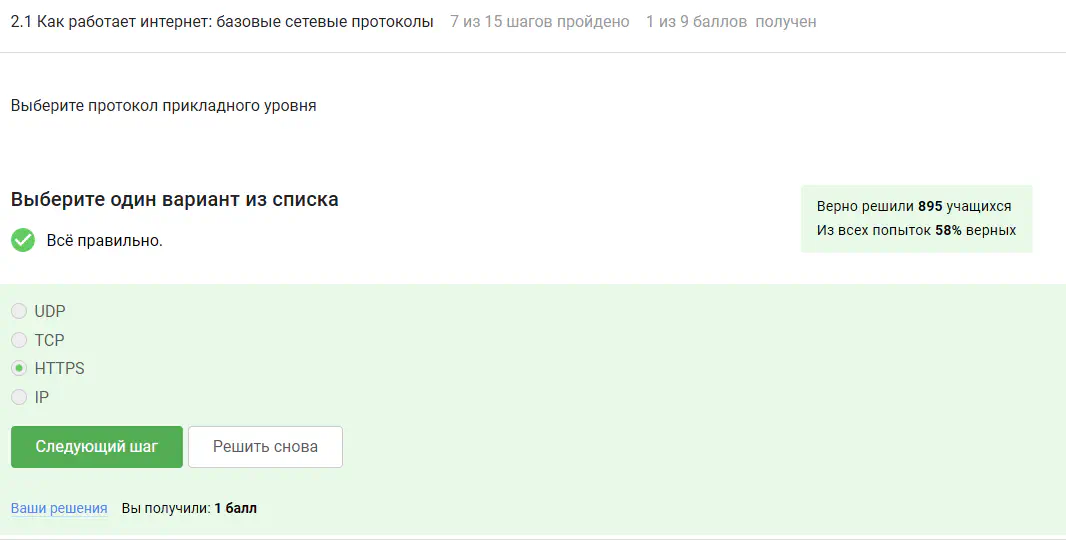 2.1 Как работает интернет: базовые сетевые протоколы 7 из 15 шагов пройдено 1 из 9 баллов получен
Выберите протокол прикладного уровня
Выберите один вариант из списка
Всё правильно.
Верно решили 895 учащихся
Из всех попыток 58% верных
UDP
TCP
HTTPS
IP
Следующий шаг Решить снова
Ваши решения Вы получили: 1 балл